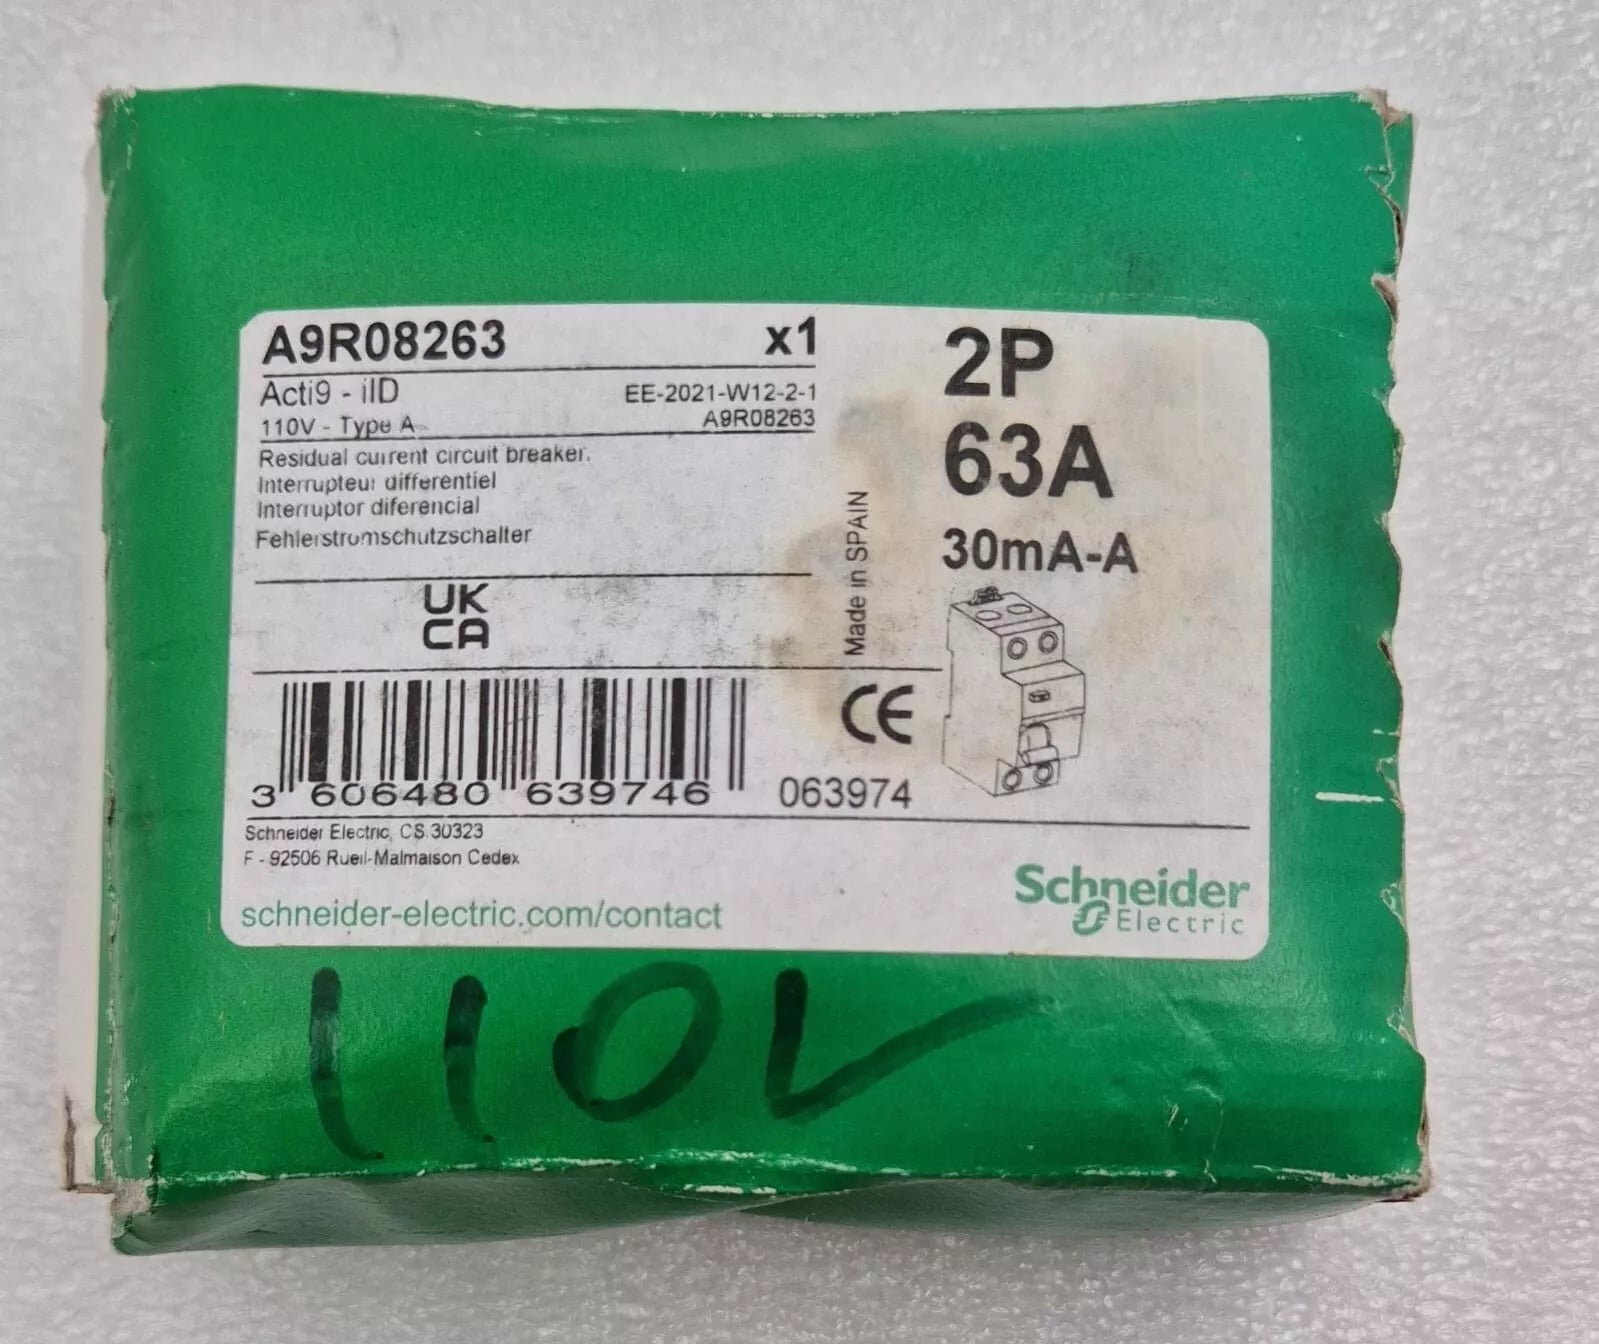 A9R08263 x1
Acti9 - iID EE-2021-W12-2-1
110V - Type A A9R08263
Residual current circuit breaker.
Interrupteur differentiel
Interruptor diferencial
Fehlerstromschutzschalter
UK
CA
Made in SPAIN
2P
63A
30mA-A
CE
3 606480 639746 063974
Schneider Electric, CS 30323
F - 92506 Rueil-Malmaison Cedex
schneider-electric.com/contact
Schneider
Electric
110V